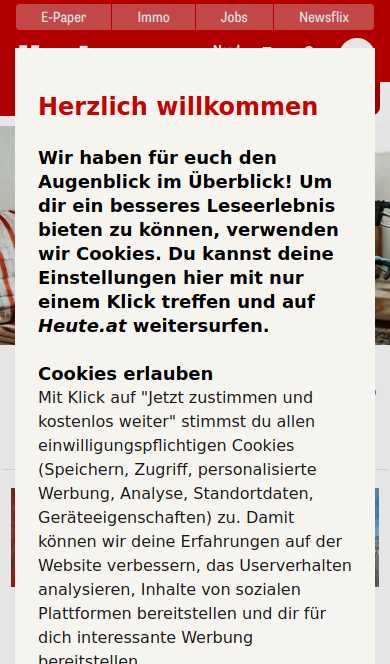 E-Paper Immo Jobs Newsflix
Herzlich willkommen
Wir haben für euch den
Augenblick im Überblick! Um
dir ein besseres Leseerlebnis
bieten zu können, verwenden
wir Cookies. Du kannst deine
Einstellungen hier mit nur
einem Klick treffen und auf
Heute.at weitersurfen.
Cookies erlauben
Mit Klick auf "Jetzt zustimmen und
kostenlos weiter" stimmst du allen
einwilligungspflichtigen Cookies
(Speichern, Zugriff, personalisierte
Werbung, Analyse, Standortdaten,
Geräteeigenschaften) zu. Damit
können wir deine Erfahrungen auf der
Website verbessern, das Userverhalten
analysieren, Inhalte von sozialen
Plattformen bereitstellen und dir für
dich interessante Werbung
bereitstellen